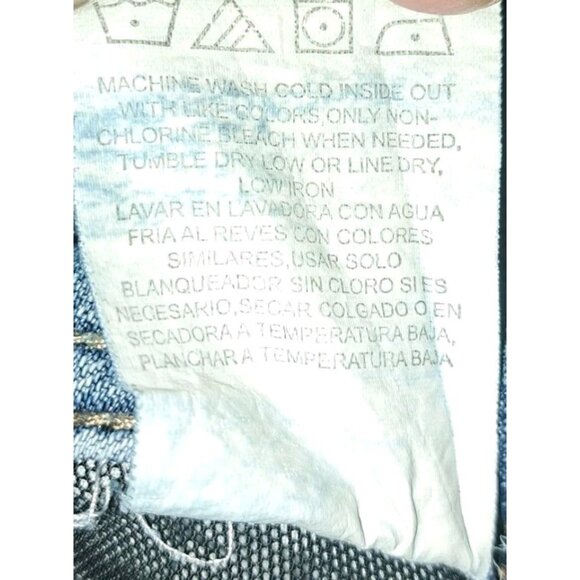 MACHINE WASH COLD INSIDE OUT
WITH LIKE COLORS,ONLY NON-
CHLORINE BLEACH WHEN NEEDED,
TUMBLE DRY LOW OR LINE DRY,
LOW IRON
LAVAR EN LAVADORA CON AGUA
FRIA AL REVES CON COLORES
SIMILARES,USAR SOLO
BLANQUEADOR SIN CLORO SI ES
NECESARIO,SECAR COLGADO O EN
SECADORA A TEMPERATURA BAJA,
PLANCHAR A TEMPERATURA BAJA